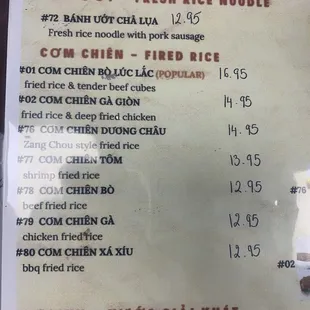 FRESH RICE NOODLE
#72 BÁNH ƯỚT CHẢ LỤA 12.95
Fresh rice noodle with pork sausage
CƠM CHIÊN - FIRED RICE
#01 CƠM CHIÊN BÒ LÚC LẮC (POPULAR) 16.95
fried rice & tender beef cubes
#02 CƠM CHIÊN GÀ GIÒN 14.95
fried rice & deep fried chicken
#76 CƠM CHIÊN DƯƠNG CHÂU 14.95
Zang Chou style fried rice
#77 CƠM CHIÊN TÔM 13.95
shrimp fried rice
#78 CƠM CHIÊN BÒ 12.95
#76
beef fried rice
#79 CƠM CHIÊN GÀ 12.95
chicken fried rice
#80 CƠM CHIÊN XÁ XÍU 12.95
#02
bbq fried rice